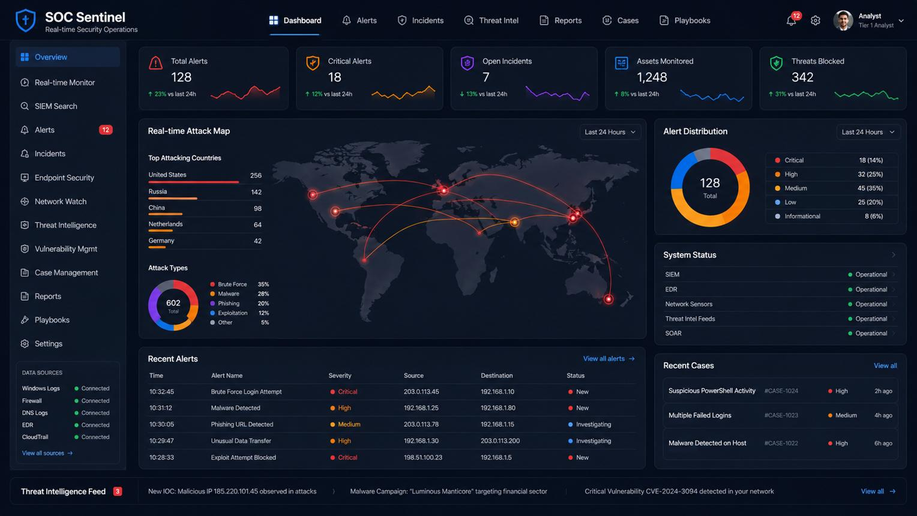 SOC Sentinel
Real-time Security Operations
Dashboard
Alerts
Incidents
Threat Intel
Reports
Cases
Playbooks
12
Analyst
Tier 1 Analyst
Overview
Real-time Monitor
SIEM Search
Alerts 12
Incidents
Endpoint Security
Network Watch
Threat Intelligence
Vulnerability Mgmt
Case Management
Reports
Playbooks
Settings
DATA SOURCES
Windows Logs Connected
Firewall Connected
DNS Logs Connected
EDR Connected
CloudTrail Connected
View all sources →
Total Alerts
128
↑ 23% vs last 24h
Critical Alerts
18
↑ 12% vs last 24h
Open Incidents
7
↓ 13% vs last 24h
Assets Monitored
1,248
↑ 8% vs last 24h
Threats Blocked
342
↑ 31% vs last 24h
Real-time Attack Map
Last 24 Hours
Top Attacking Countries
United States 256
Russia 142
China 98
Netherlands 64
Germany 42
Attack Types
602
Total
Brute Force 35%
Malware 28%
Phishing 20%
Exploitation 12%
Other 5%
Alert Distribution
Last 24 Hours
128
Total
Critical 18 (14%)
High 32 (25%)
Medium 45 (35%)
Low 25 (20%)
Informational 8 (6%)
System Status
SIEM Operational
EDR Operational
Network Sensors Operational
Threat Intel Feeds Operational
SOAR Operational
Recent Alerts
View all alerts →
Time Alert Name Severity Source Destination Status
10:32:45 Brute Force Login Attempt Critical 203.0.113.45 192.168.1.10 New
10:31:12 Malware Detected High 192.168.1.25 192.168.1.80 New
10:30:05 Phishing URL Detected Medium 203.0.113.78 192.168.1.15 Investigating
10:29:47 Unusual Data Transfer High 192.168.1.30 203.0.113.200 Investigating
10:28:33 Exploit Attempt Blocked Critical 198.51.100.23 192.168.1.5 New
Recent Cases
View all
Suspicious PowerShell Activity #CASE-1024 High 2h ago
Multiple Failed Logins #CASE-1023 Medium 4h ago
Malware Detected on Host #CASE-1022 High 6h ago
Threat Intelligence Feed 3
New IOC: Malicious IP 185.220.101.45 observed in attacks
Malware Campaign: "Luminous Manticore" targeting financial sector
Critical Vulnerability CVE-2024-3094 detected in your network
View all →